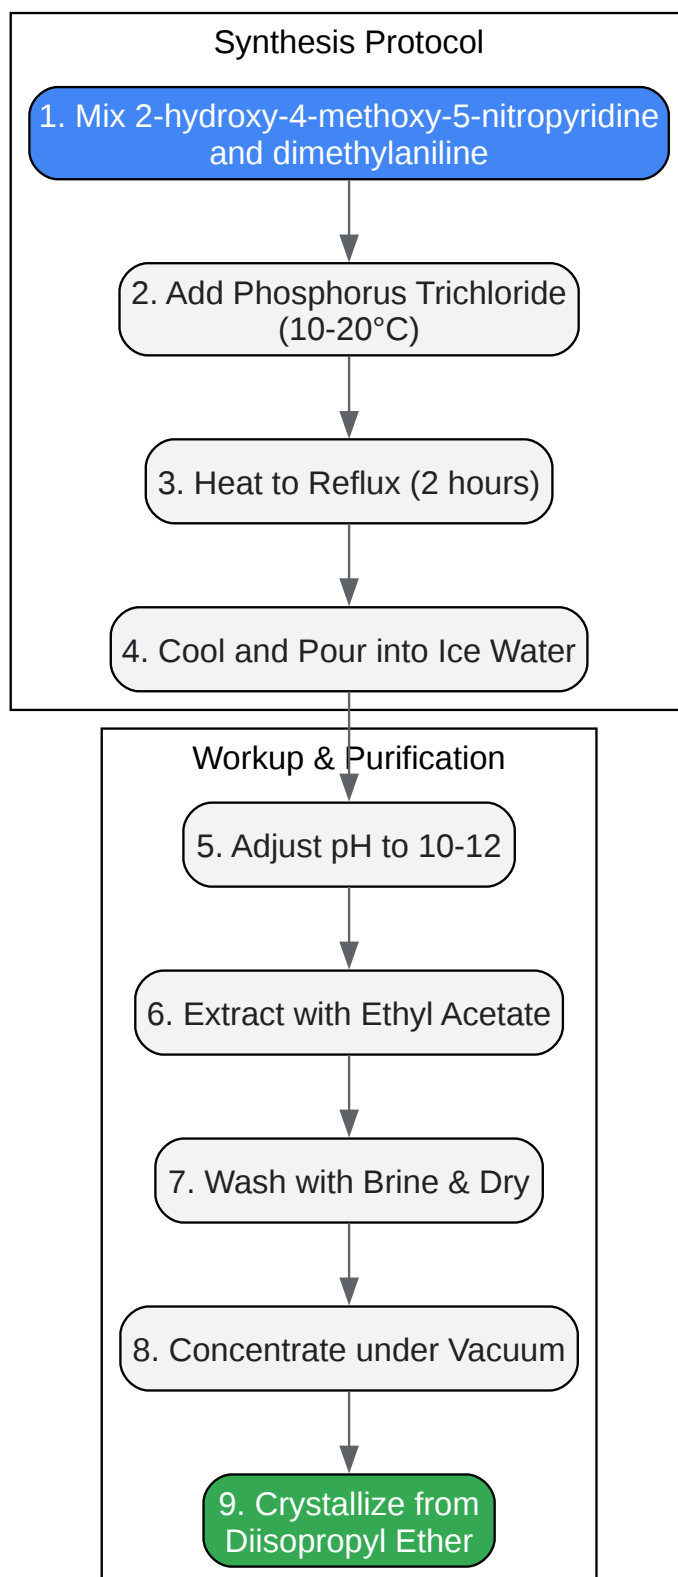 Synthesis Protocol
1. Mix 2-hydroxy-4-methoxy-5-nitropyridine
and dimethylaniline
2. Add Phosphorus Trichloride
(10-20°C)
3. Heat to Reflux (2 hours)
4. Cool and Pour into Ice Water
Workup & Purification
5. Adjust pH to 10-12
6. Extract with Ethyl Acetate
7. Wash with Brine & Dry
8. Concentrate under Vacuum
9. Crystallize from
Diisopropyl Ether